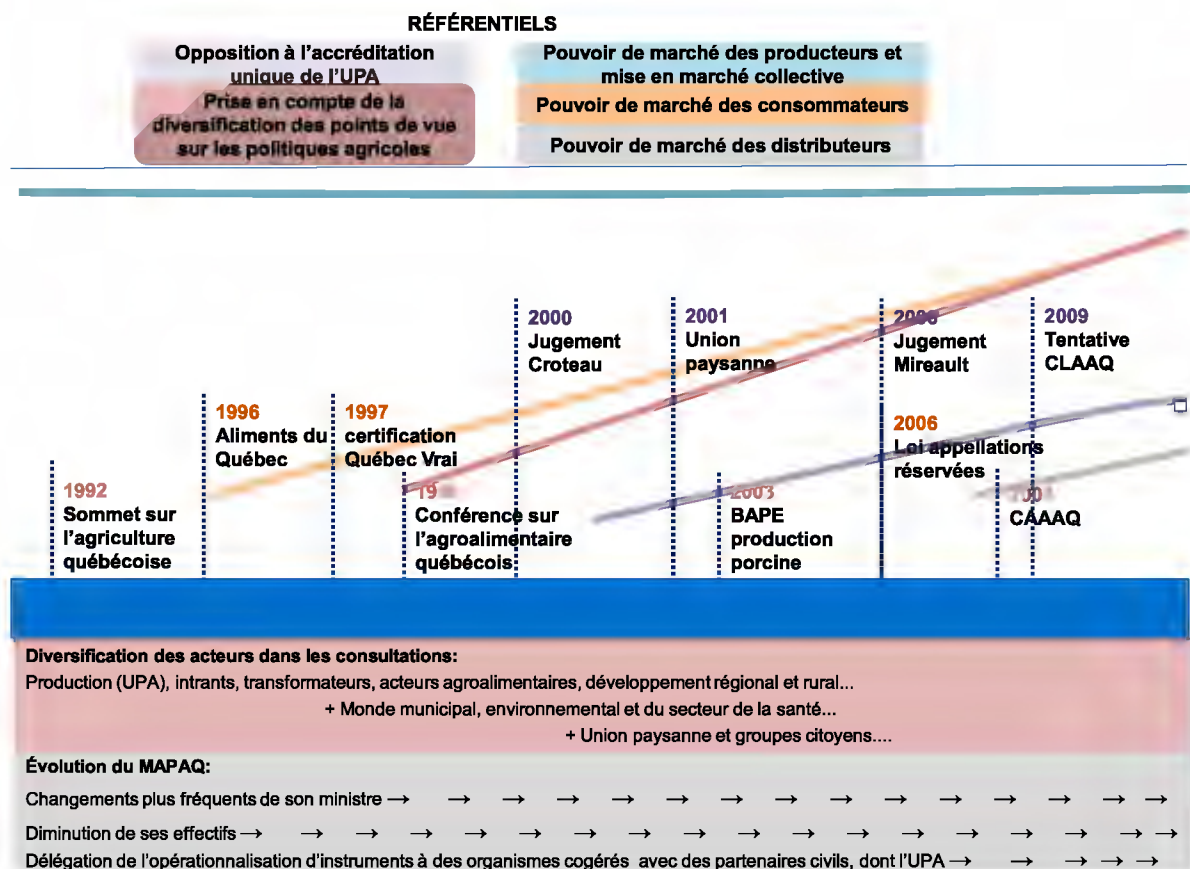 RÉFÉRENTIELS
Opposition à l'accréditation
unique de l'UPA
Prise en compte de la
diversification des points de vue
sur les politiques agricoles
Pouvoir de marché des producteurs et
mise en marché collective
Pouvoir de marché des consommateurs
Pouvoir de marché des distributeurs
1992
Sommet sur
l'agriculture
québécoise
1996
Aliments du
Québec
1997
certification
Québec Vrai
Conférence sur
l'agroalimentaire
québécois
2000
Jugement
Croteau
2001
Union
paysanne
2003
BAPE
production
porcine
Jugement
Mireault
2006
Loi appellations
réservées
CAAAQ
2009
Tentative
CLAAQ
Diversification des acteurs dans les consultations:
Production (UPA), intrants, transformateurs, acteurs agroalimentaires, développement régional et rural...
+ Monde municipal, environnemental et du secteur de la santé...
+ Union paysanne et groupes citoyens....
Évolution du MAPAQ:
Changements plus fréquents de son ministre → → → → → → → → → → → → → → →
Diminution de ses effectifs → → → → → → → → → → → → → → → → → →
Délégation de l'opérationnalisation d'instruments à des organismes cogérés avec des partenaires civils, dont l'UPA → → → → →